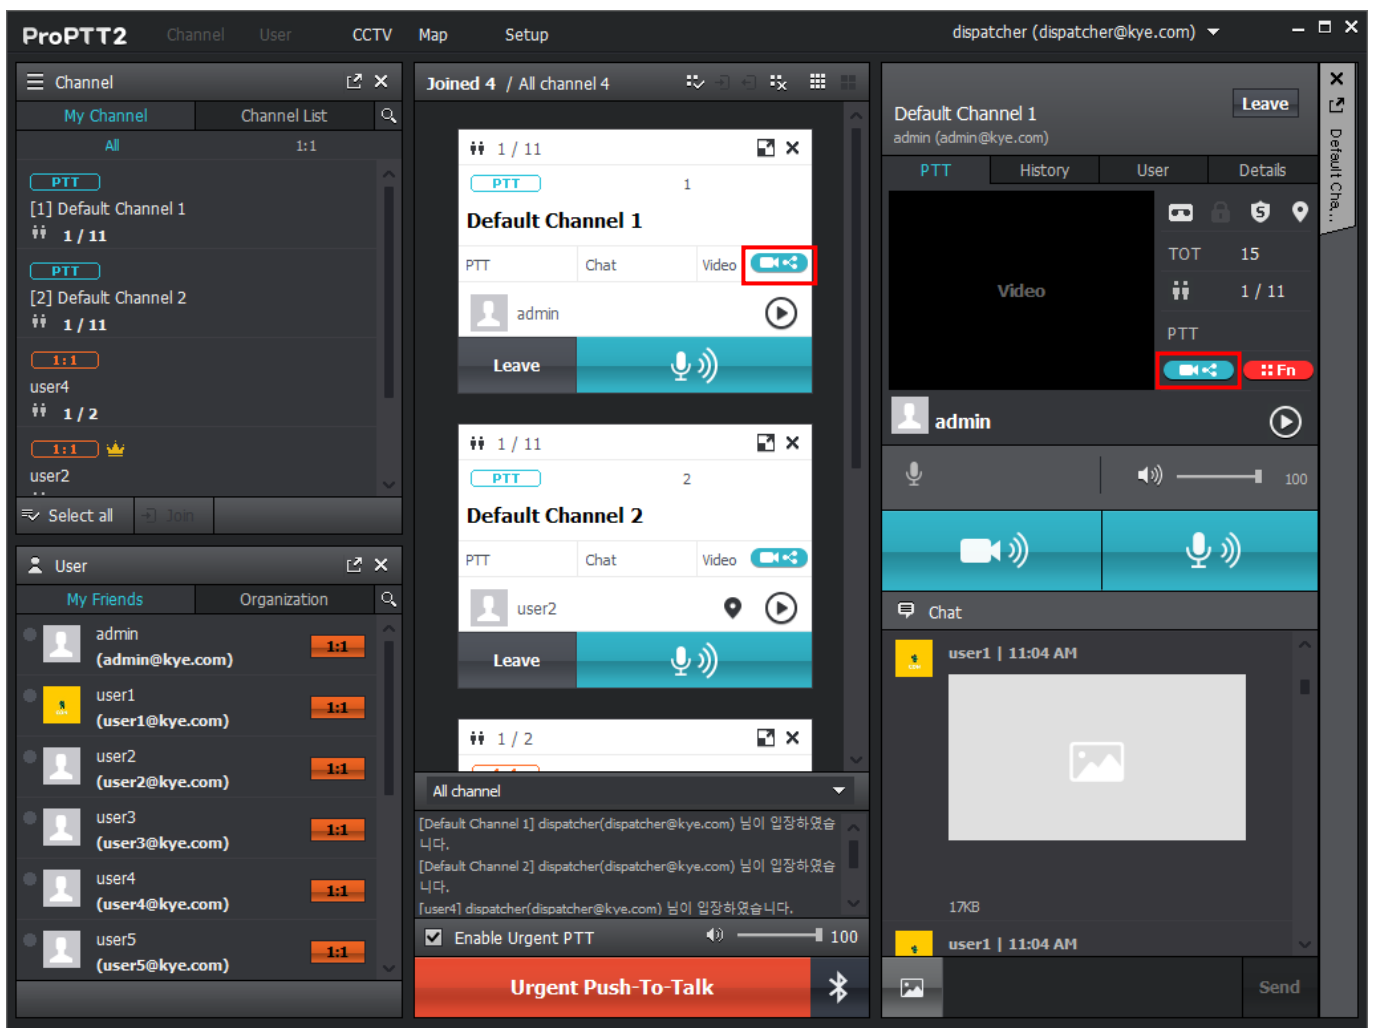 ProPTT2 Channel User CCTV Map Setup dispatcher (dispatcher@kye.com)
Channel
My Channel Channel List
All 1:1
PTT
[1] Default Channel 1
1 / 11
PTT
[2] Default Channel 2
1 / 11
1:1
user4
1 / 2
1:1
user2
Select all Join
User
My Friends Organization
admin
(admin@kye.com) 1:1
user1
(user1@kye.com) 1:1
user2
(user2@kye.com) 1:1
user3
(user3@kye.com) 1:1
user4
(user4@kye.com) 1:1
user5
(user5@kye.com) 1:1
Joined 4 / All channel 4
1 / 11
PTT 1
Default Channel 1
PTT Chat Video
admin
Leave
1 / 11
PTT 2
Default Channel 2
PTT Chat Video
user2
Leave
1 / 2
All channel
[Default Channel 1] dispatcher(dispatcher@kye.com) 님이 입장하였습
니다.
[Default Channel 2] dispatcher(dispatcher@kye.com) 님이 입장하였습
니다.
[user4] dispatcher(dispatcher@kye.com) 님이 입장하였습니다.
Enable Urgent PTT 100
Urgent Push-To-Talk
Default Channel 1 Leave
admin (admin@kye.com)
PTT History User Details
Video
TOT 15
1 / 11
PTT
Fn
admin
100
Chat
user1 | 11:04 AM
17KB
user1 | 11:04 AM
Send
Default Cha...